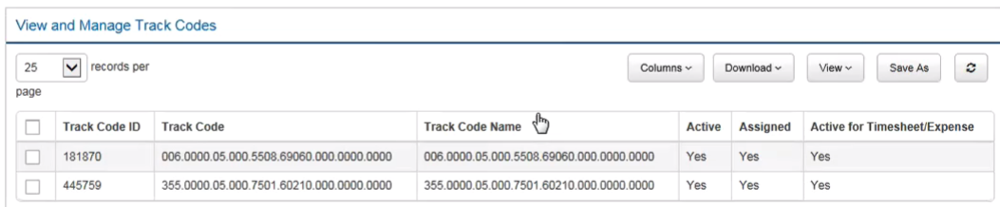 View and Manage Track Codes
25 records per Columns Download View Save As
page
Track Code ID Track Code Track Code Name Active Assigned Active for Timesheet/Expense
181870 006.0000.05.000.5508.69060.000.0000.0000 006.0000.05.000.5508.69060.000.0000.0000 Yes Yes Yes
445759 355.0000.05.000.7501.60210.000.0000.0000 355.0000.05.000.7501.60210.000.0000.0000 Yes Yes Yes